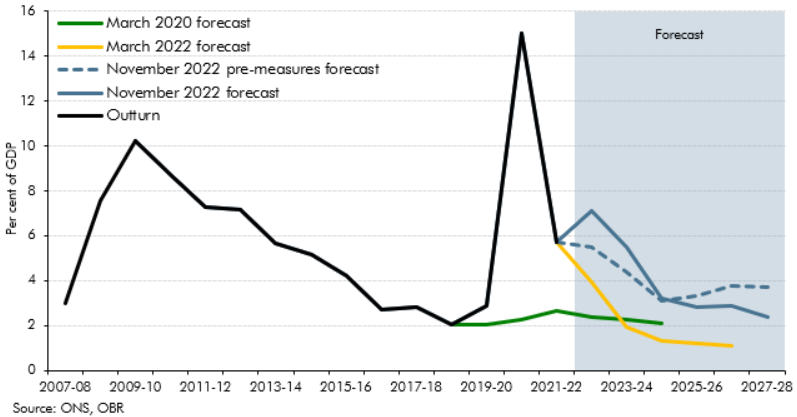 16
14
12
10
8
6
4
2
0
Per cent of GDP
March 2020 forecast
March 2022 forecast
November 2022 pre-measures forecast
November 2022 forecast
Outturn
Forecast
2007-08 2009-10 2011-12 2013-14 2015-16 2017-18 2019-20 2021-22 2023-24 2025-26 2027-28
Source: ONS, OBR